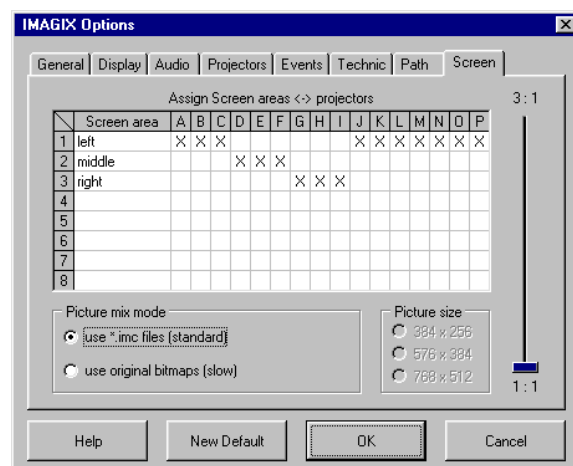 IMAGIX Options
General Display Audio Projectors Events Technic Path Screen
Assign Screen areas <-> projectors 3 : 1
Screen area A B C D E F G H I J K L M N O P
1 left X X X X X X X X X X
2 middle X X X
3 right X X X
4
5
6
7
8
Picture mix mode Picture size
use *.imc files (standard) 384 x 256
576 x 384
use original bitmaps (slow) 768 x 512
1 : 1
Help New Default OK Cancel